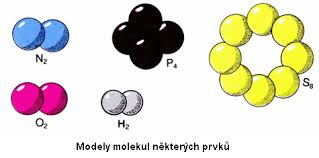 N₂
P₄
S₈
O₂
H₂
Modely molekul některých prvků